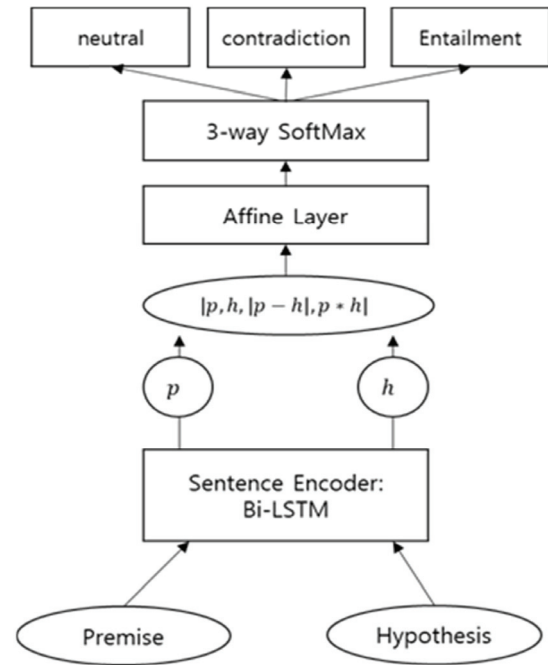 neutral
contradiction
Entailment
3-way SoftMax
Affine Layer
|p, h, |p − h|, p * h|
p
h
Sentence Encoder:
Bi-LSTM
Premise
Hypothesis